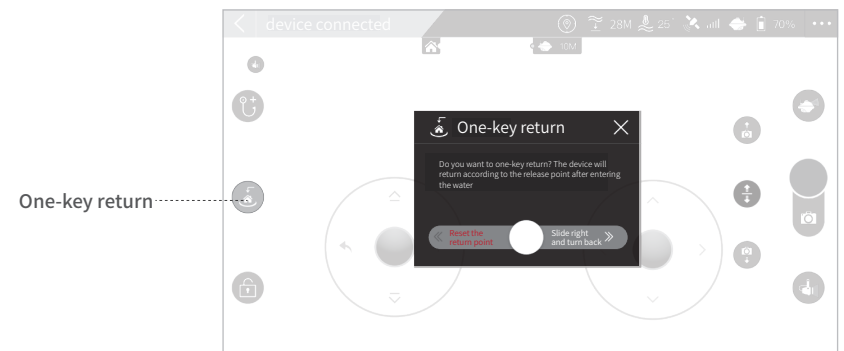 device connected
28M
25°
70%
10M
One-key return
Do you want to one-key return? The device will
return according to the release point after entering
the water
One-key return
Reset the
return point
Slide right
and turn back